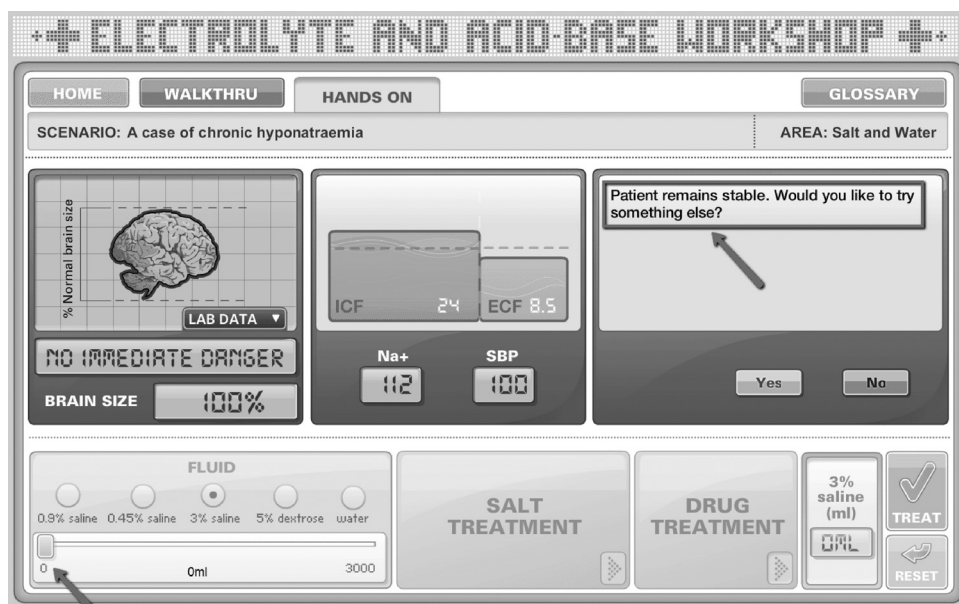 ELECTROLYTE AND ACID-BASE WORKSHOP
HOME
WALKTHRU
HANDS ON
GLOSSARY
SCENARIO: A case of chronic hyponatraemia
AREA: Salt and Water
% Normal brain size
LAB DATA ▼
NO IMMEDIATE DANGER
BRAIN SIZE
100%
ICF
24
ECF
8.5
Na+
SBP
112
100
Patient remains stable. Would you like to try
something else?
Yes
No
FLUID
0.9% saline
0.45% saline
3% saline
5% dextrose
water
0
0ml
3000
SALT
TREATMENT
DRUG
TREATMENT
3%
saline
(ml)
0ML
TREAT
RESET